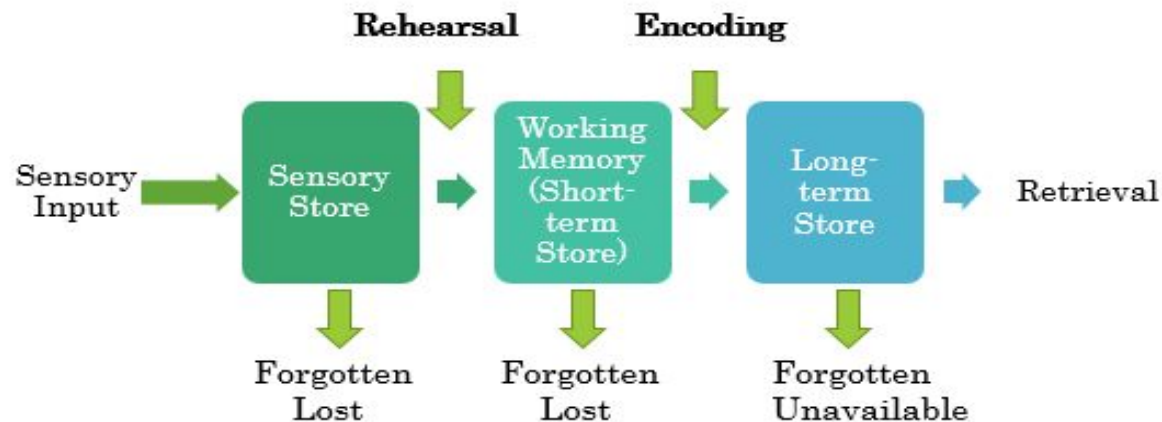 Rehearsal
Encoding
Sensory
Input
Sensory
Store
Working
Memory
(Short-
term
Store)
Long-
term
Store
Retrieval
Forgotten
Lost
Forgotten
Lost
Forgotten
Unavailable